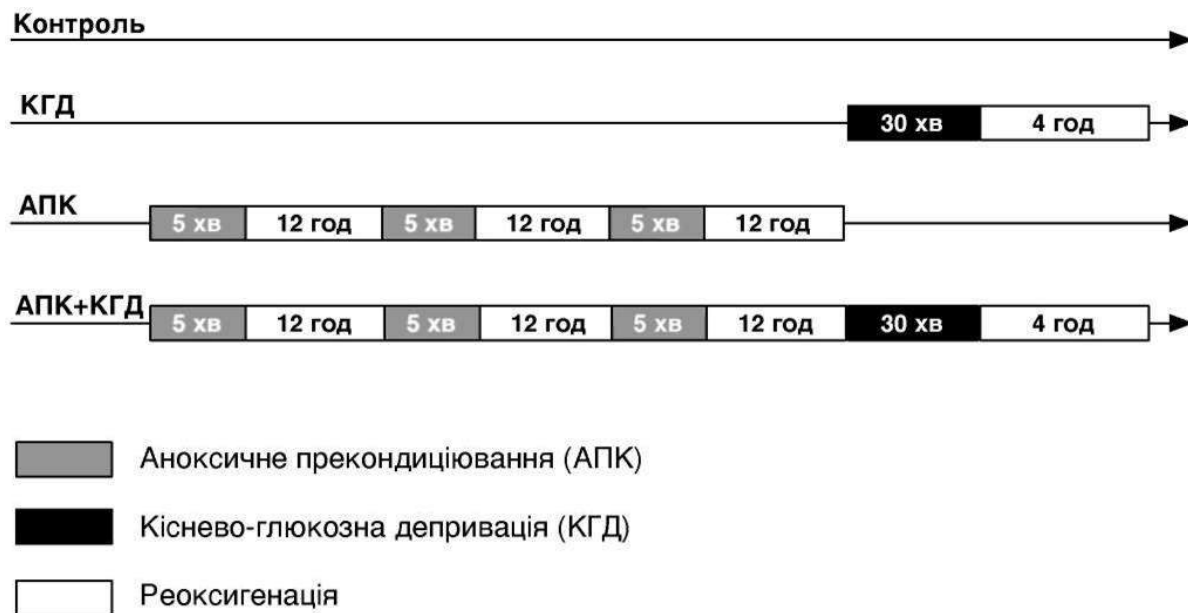 Контроль
КГД
30 хв 4 год
АПК
5 хв 12 год 5 хв 12 год 5 хв 12 год
АПК+КГД
5 хв 12 год 5 хв 12 год 5 хв 12 год 30 хв 4 год
Аноксичне прекондиціювання (АПК)
Кіснево-глюкозна депривація (КГД)
Реоксигенація